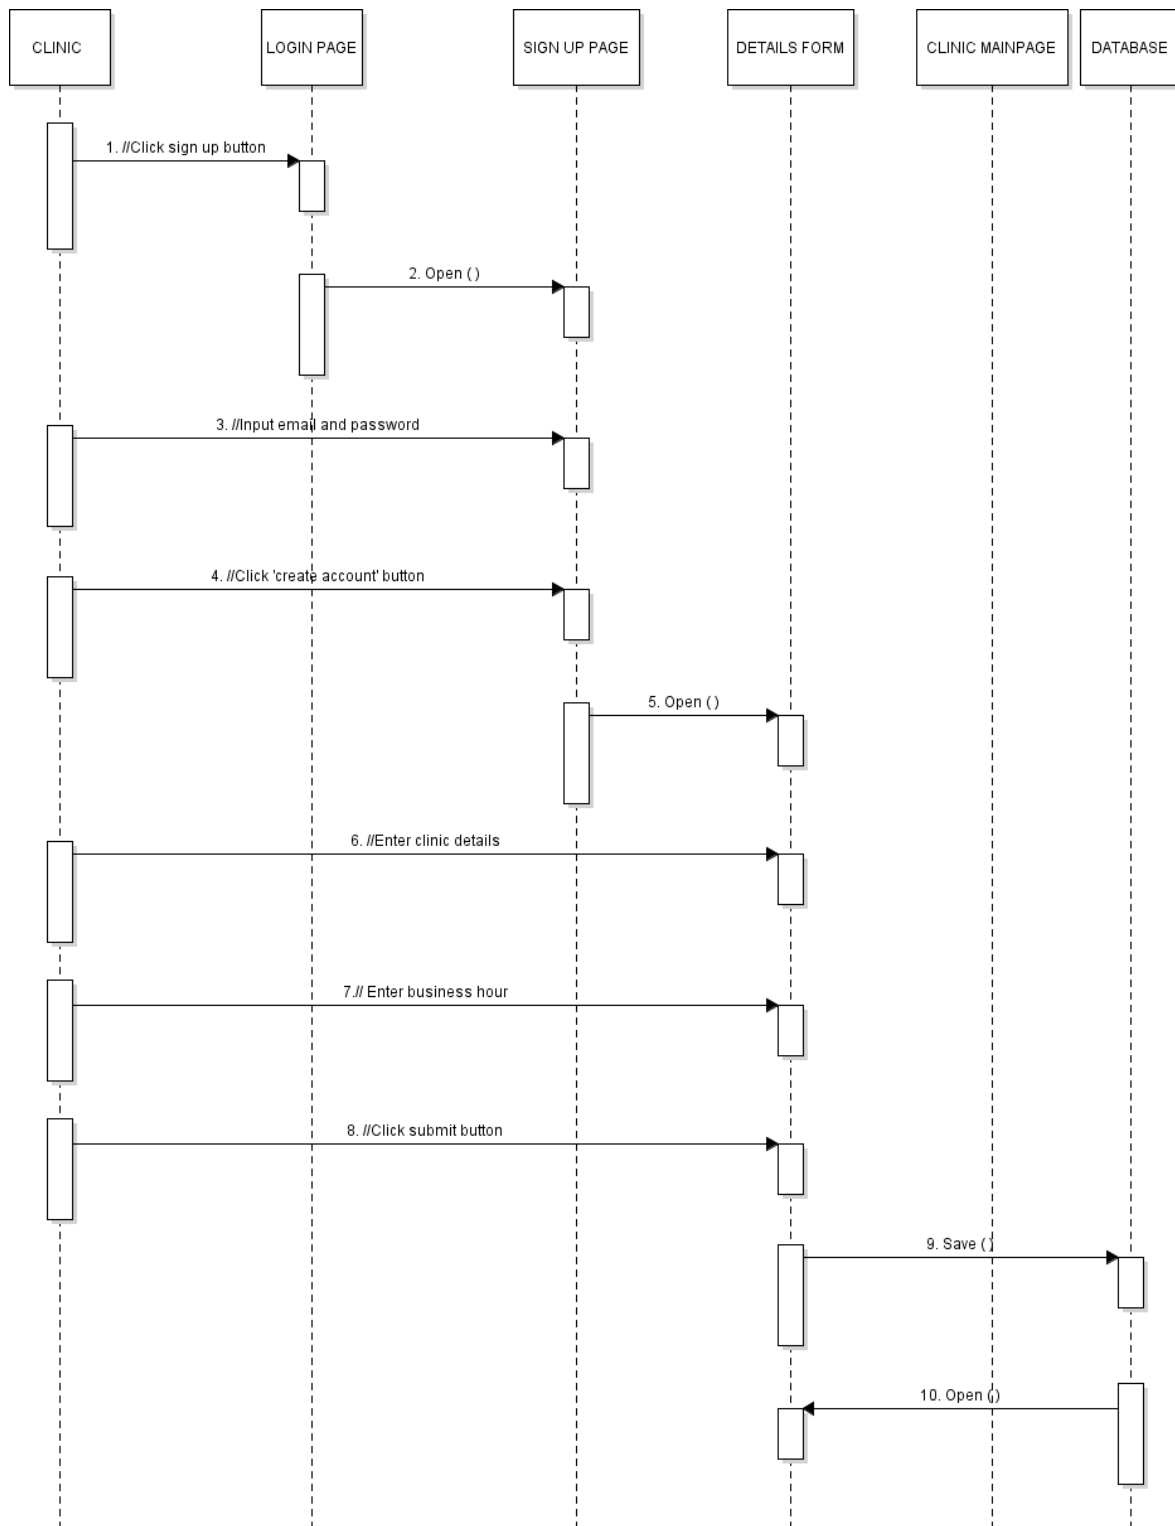 CLINIC
LOGIN PAGE
SIGN UP PAGE
DETAILS FORM
CLINIC MAINPAGE
DATABASE
1. //Click sign up button
2. Open ( )
3. //Input email and password
4. //Click 'create account' button
5. Open ( )
6. //Enter clinic details
7.// Enter business hour
8. //Click submit button
9. Save ( )
10. Open ( )